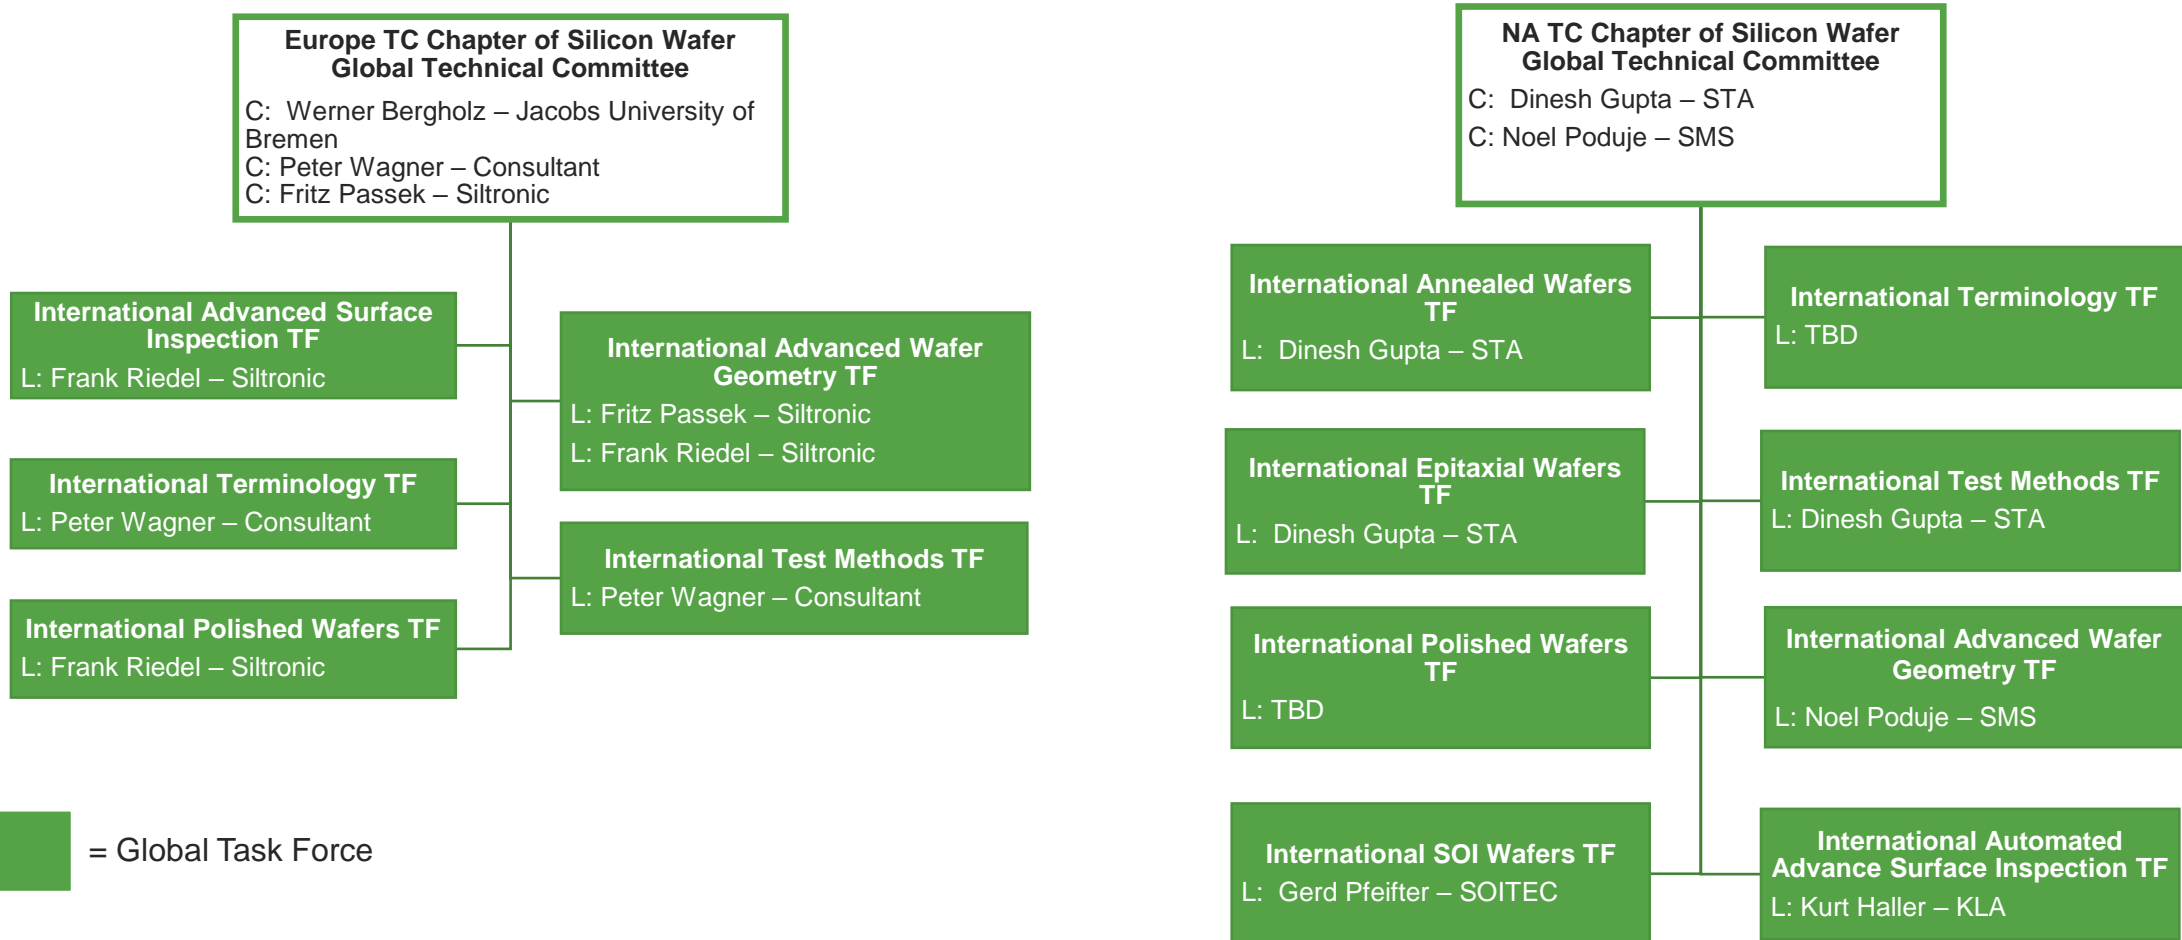 Europe TC Chapter of Silicon Wafer
Global Technical Committee
C: Werner Bergholz – Jacobs University of
Bremen
C: Peter Wagner – Consultant
C: Fritz Passek – Siltronic
International Advanced Surface
Inspection TF
L: Frank Riedel – Siltronic
International Advanced Wafer
Geometry TF
L: Fritz Passek – Siltronic
L: Frank Riedel – Siltronic
International Terminology TF
L: Peter Wagner – Consultant
International Test Methods TF
L: Peter Wagner – Consultant
International Polished Wafers TF
L: Frank Riedel – Siltronic
= Global Task Force
NA TC Chapter of Silicon Wafer
Global Technical Committee
C: Dinesh Gupta – STA
C: Noel Poduje – SMS
International Annealed Wafers
TF
L: Dinesh Gupta – STA
International Terminology TF
L: TBD
International Epitaxial Wafers
TF
L: Dinesh Gupta – STA
International Test Methods TF
L: Dinesh Gupta – STA
International Polished Wafers
TF
L: TBD
International Advanced Wafer
Geometry TF
L: Noel Poduje – SMS
International SOI Wafers TF
L: Gerd Pfeifter – SOITEC
International Automated
Advance Surface Inspection TF
L: Kurt Haller – KLA